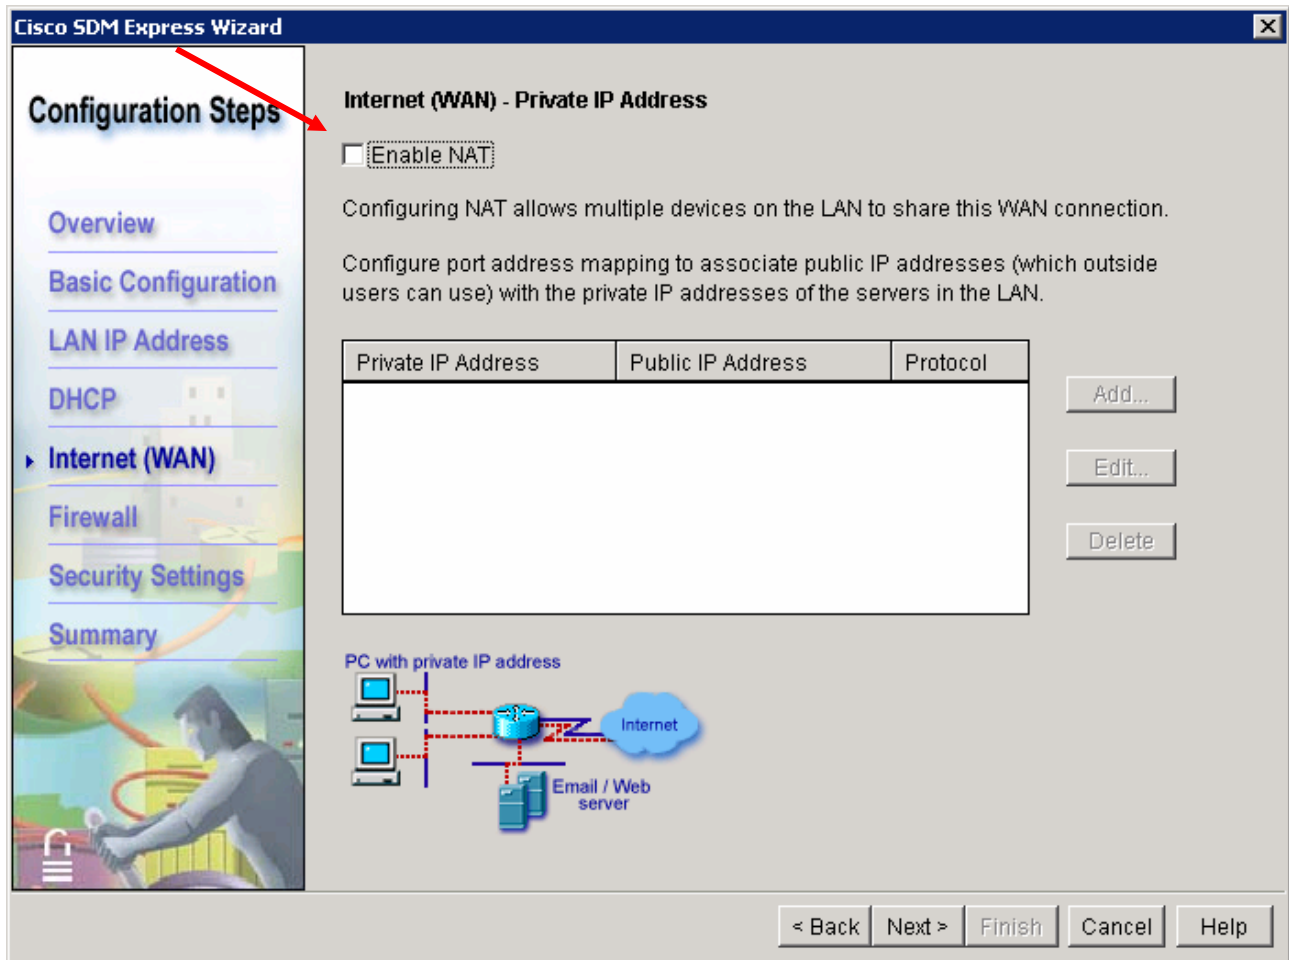 Cisco SDM Express Wizard
Configuration Steps
Overview
Basic Configuration
LAN IP Address
DHCP
Internet (WAN)
Firewall
Security Settings
Summary
Internet (WAN) - Private IP Address
Enable NAT
Configuring NAT allows multiple devices on the LAN to share this WAN connection.
Configure port address mapping to associate public IP addresses (which outside
users can use) with the private IP addresses of the servers in the LAN.
Private IP Address Public IP Address Protocol
Add...
Edit...
Delete
PC with private IP address
Internet
Email / Web
server
< Back Next > Finish Cancel Help